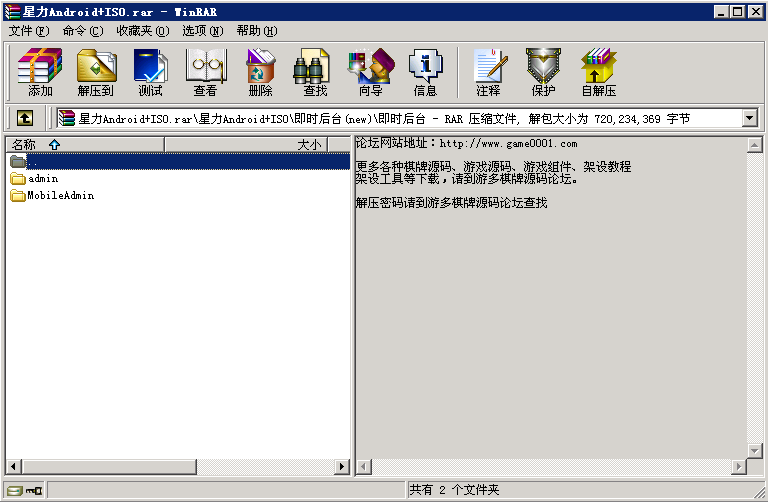 星力Android+ISO.rar - WinRAR
文件(F) 命令(C) 收藏夹(O) 选项(N) 帮助(H)
添加 解压到 测试 查看 删除 查找 向导 信息 注释 保护 自解压
星力Android+ISO.rar\星力Android+ISO\即时后台(new)\即时后台 - RAR 压缩文件, 解包大小为 720,234,369 字节
名称 大小
..
admin
MobileAdmin
论坛网站地址：http://www.game0001.com
更多各种棋牌源码、游戏源码、游戏组件、架设教程
架设工具等下载，请到游多棋牌源码论坛。
解压密码请到游多棋牌源码论坛查找
共有 2 个文件夹